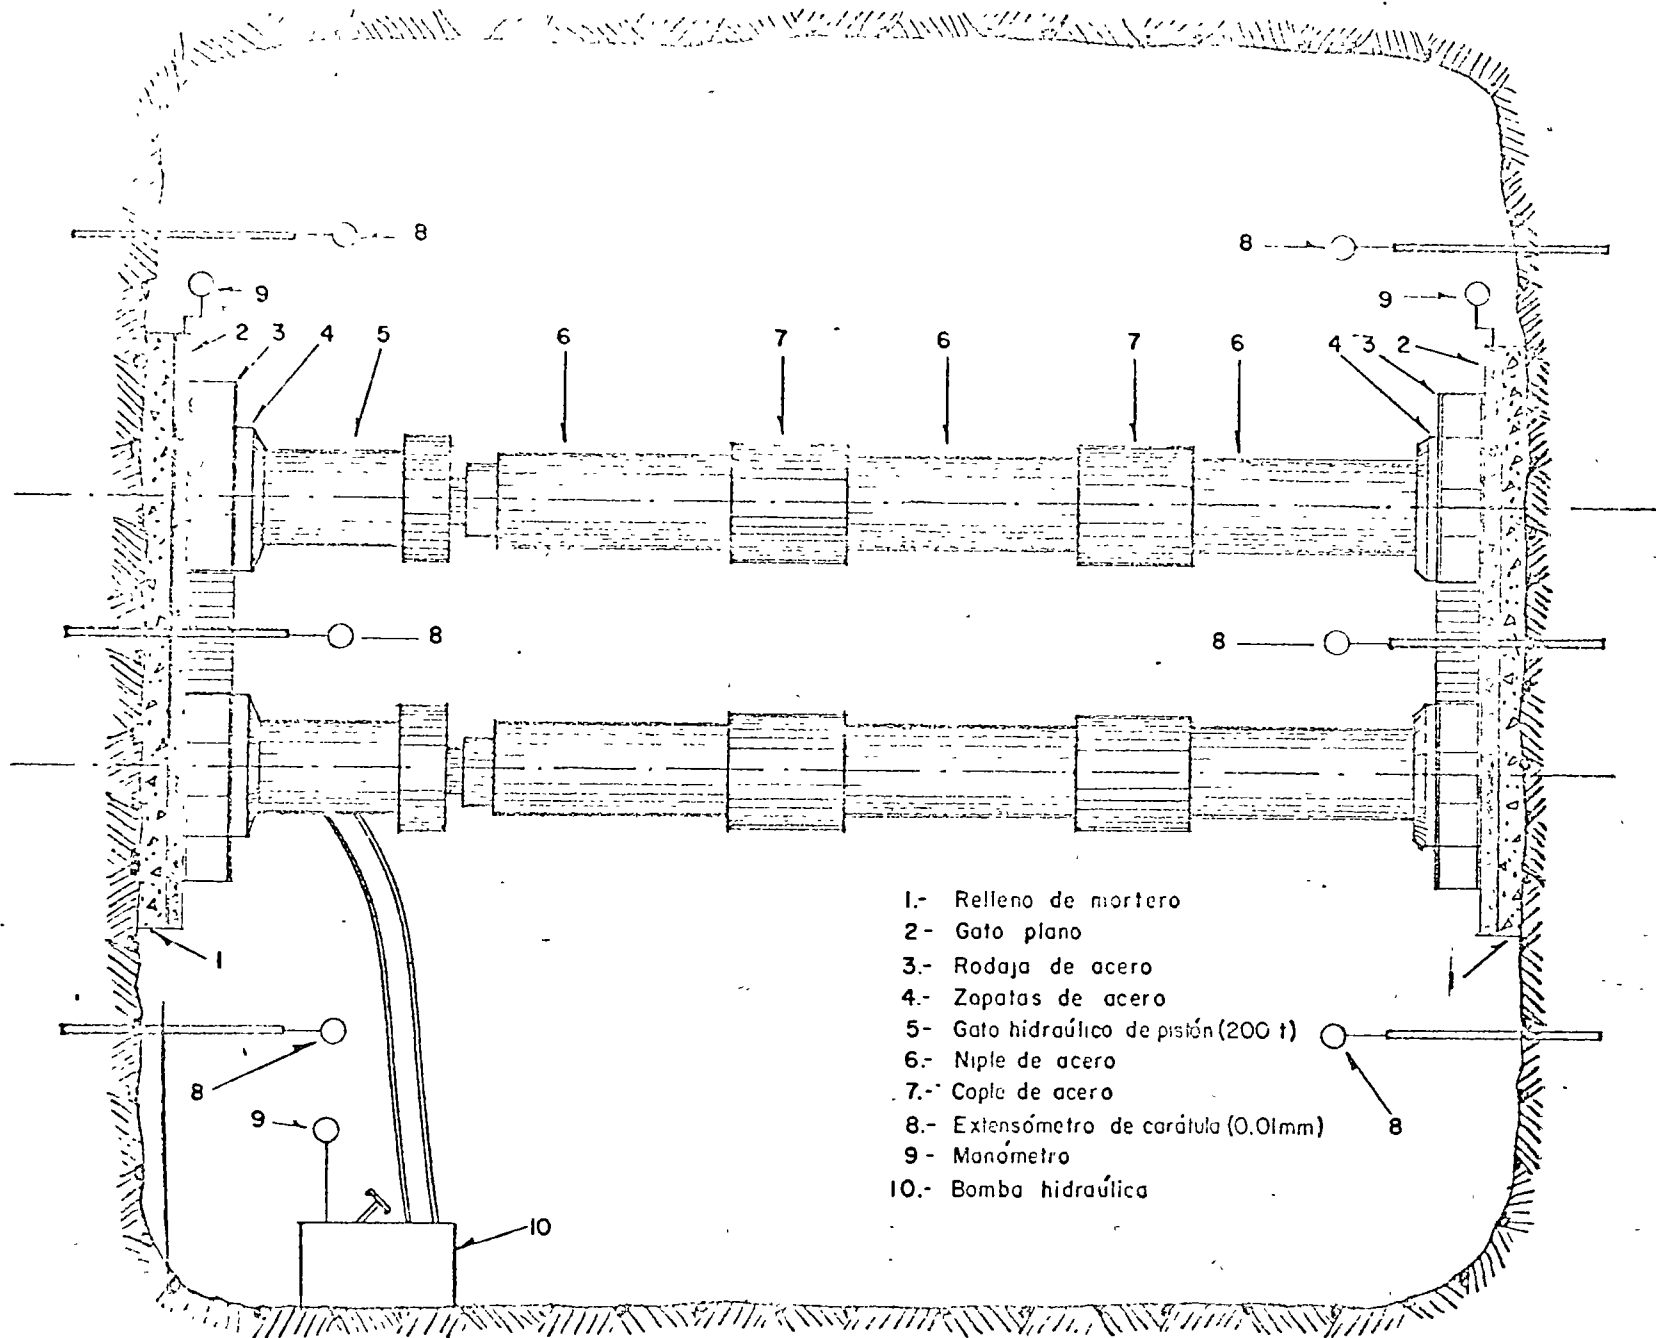 8
8
9
9
2 3 4 5 6 7 6 7 6 4 3 2
8
8
1.- Relleno de mortero
2- Gato plano
1
3.- Rodaja de acero
4.- Zapatas de acero
1
5- Gato hidraúlico de pistón (200 t)
6.- Niple de acero
8
7.- Cople de acero
9
8.- Extensómetro de carátula (0.01mm)
8
9- Manómetro
10.- Bomba hidraúlica
10